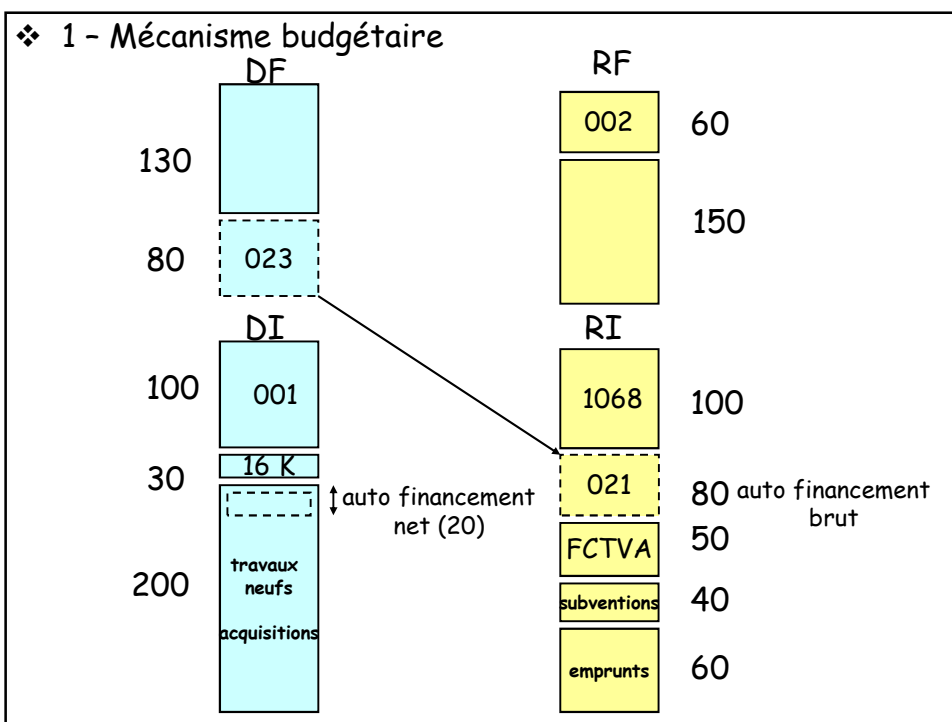 ❖ 1 - Mécanisme budgétaire
DF
RF
130
002
60
150
80
023
DI
RI
100
001
1068
100
30
16 K
021
80
auto financement
brut
auto financement
net (20)
FCTVA
50
200
travaux
neufs
acquisitions
subventions
40
emprunts
60